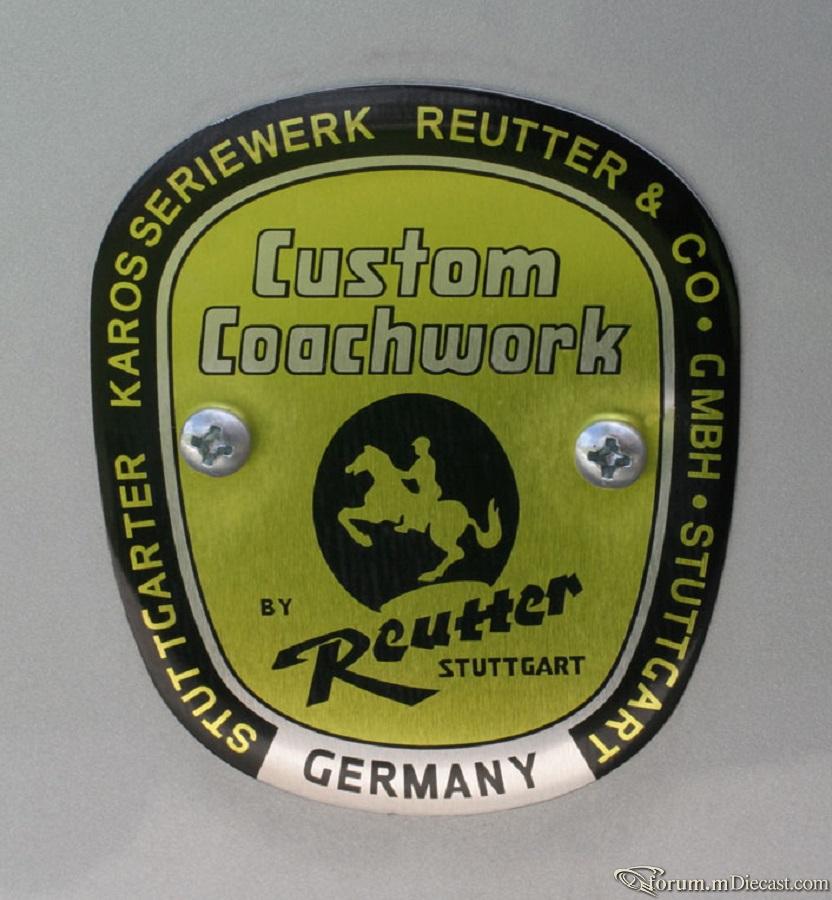 STUTTGARTER KAROSSERIEWERK REUTTER & CO • GMBH • STUTTGART
Custom
Coachwork
BY
Reutter
STUTTGART
GERMANY
forum.mDiecast.com